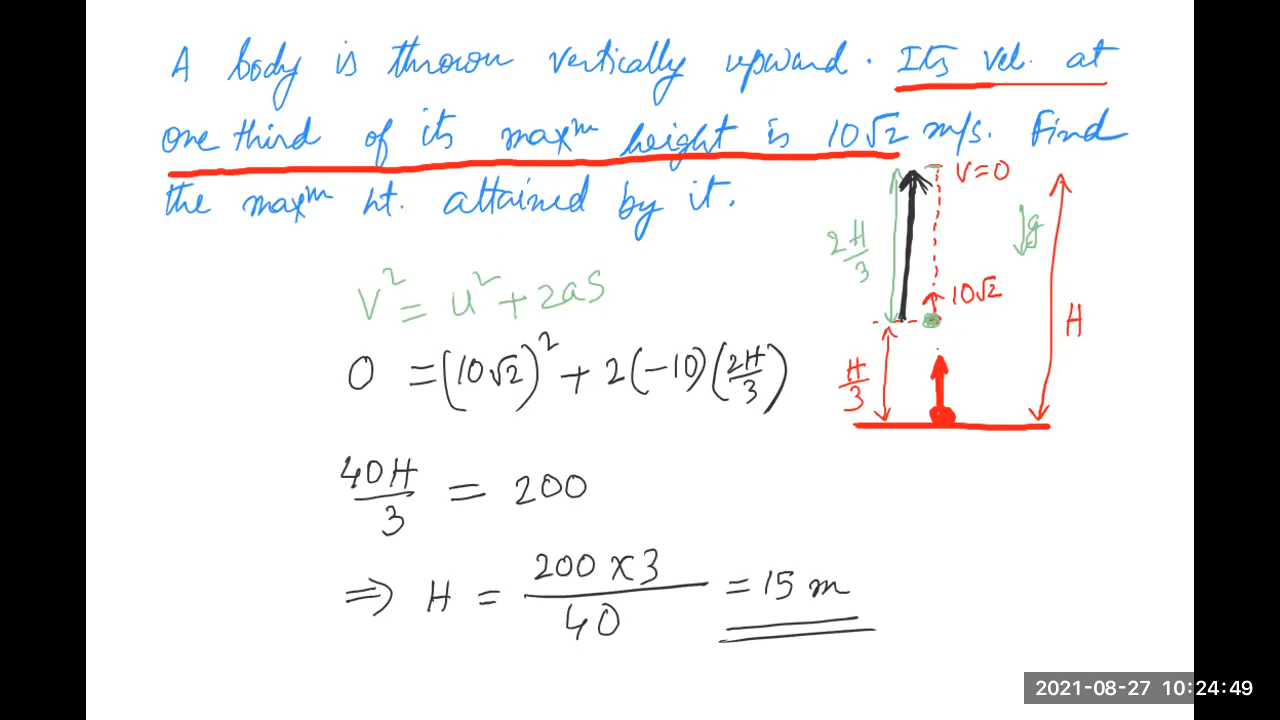 A body is thrown vertically upward. Its vel. at
one third of its maxᵐ height is 10√2 m/s. Find
the maxᵐ ht. attained by it.
V=0
2H/3
↓g
10√2
H
H/3
V² = u² + 2aS
0 = (10√2)² + 2(-10)(2H/3)
40H/3 = 200
⇒ H = 200 × 3/40 = 15 m
2021-08-27 10:24:49